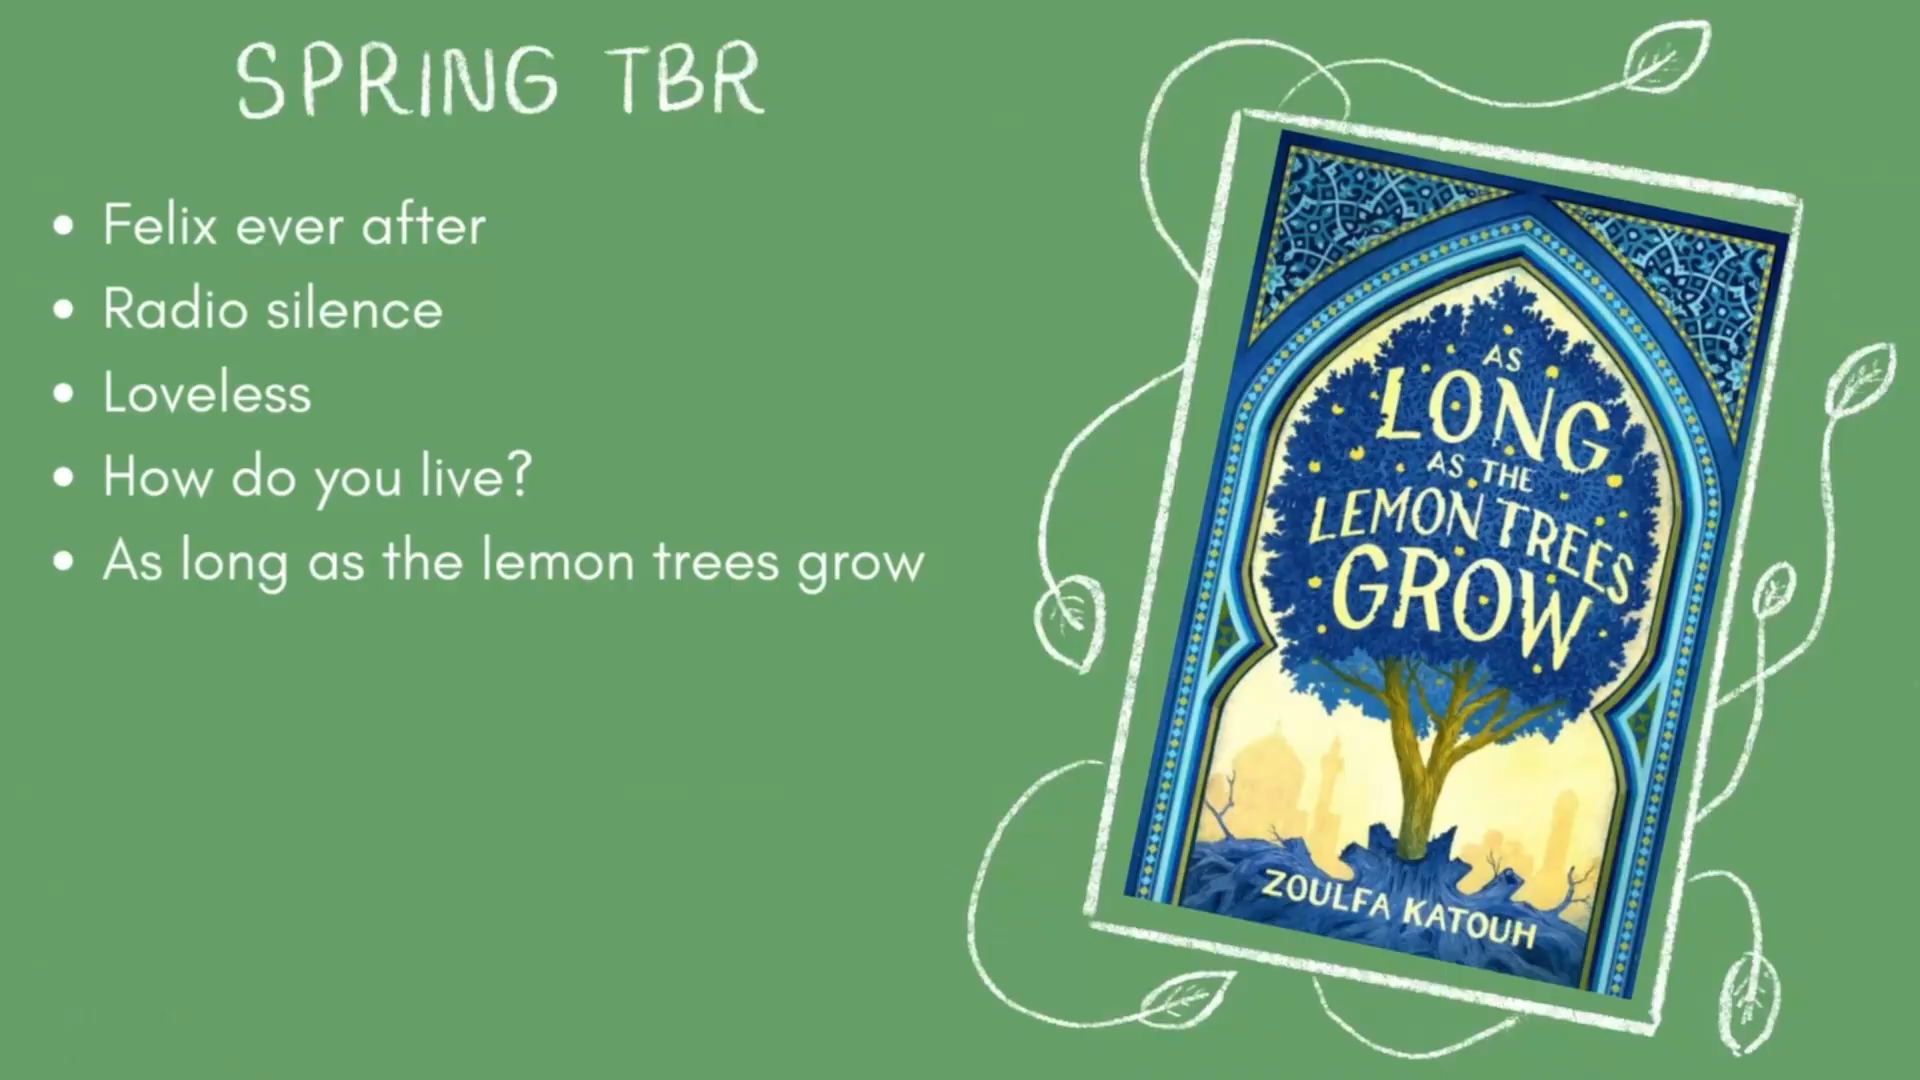 SPRING TBR
Felix ever after
Radio silence
Loveless
How do you live?
As long as the lemon trees grow
AS
LONG
AS THE
LEMON TREES
GROW
ZOULFA KATOUH